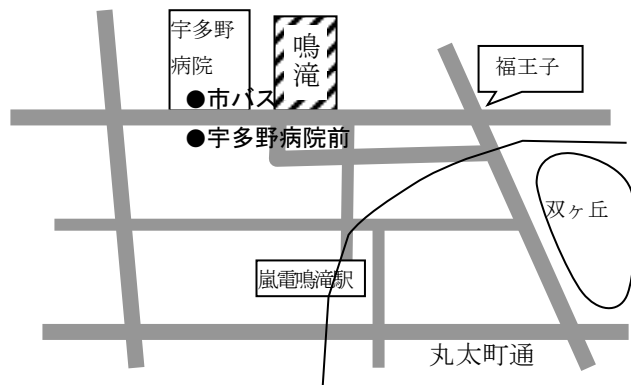 宇多野
病院
鳴
滝
福王子
●市バス
●宇多野病院前
双ヶ丘
嵐電鳴滝駅
丸太町通